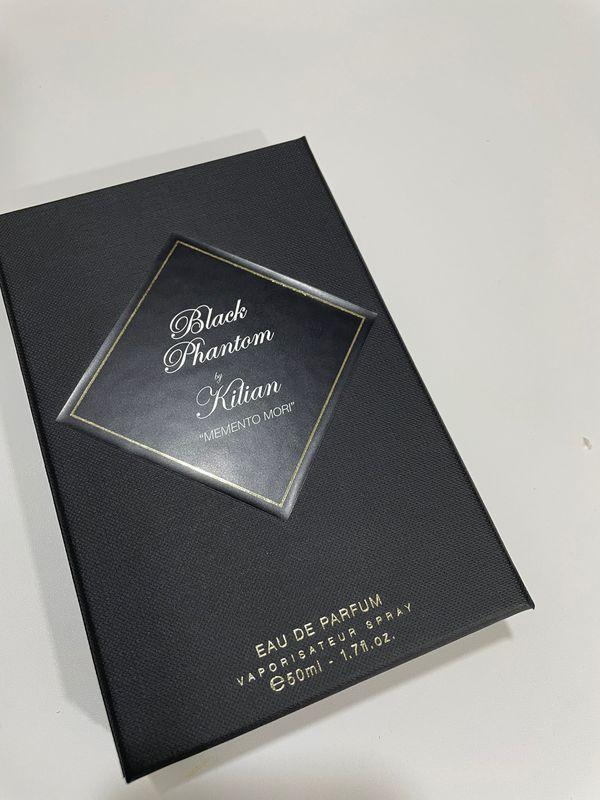 Black
Phantom
by
Kilian
"MEMENTO MORI"
EAU DE PARFUM
VAPORISATEUR SPRAY
℮50ml - 1.7fl.oz.